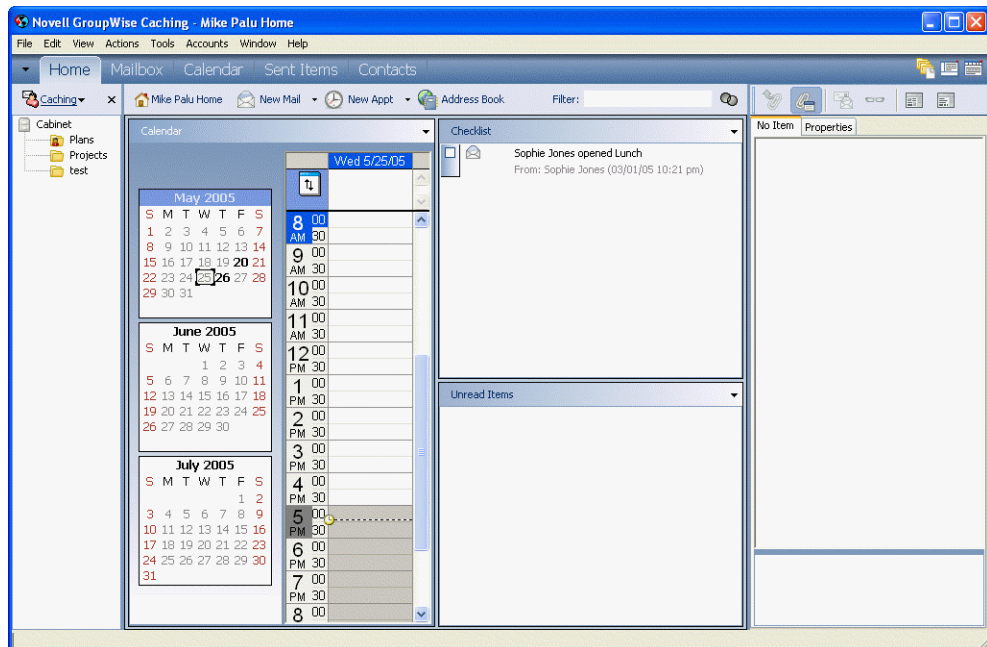 Novell GroupWise Caching - Mike Palu Home
File Edit View Actions Tools Accounts Window Help
Home Mailbox Calendar Sent Items Contacts
Caching Mike Palu Home New Mail New Appt Address Book Filter:
Cabinet
Plans
Projects
test
Calendar
May 2005
S M T W T F S
1 2 3 4 5 6 7
8 9 10 11 12 13 14
15 16 17 18 19 20 21
22 23 24 25 26 27 28
29 30 31
June 2005
S M T W T F S
1 2 3 4
5 6 7 8 9 10 11
12 13 14 15 16 17 18
19 20 21 22 23 24 25
26 27 28 29 30
July 2005
S M T W T F S
1 2
3 4 5 6 7 8 9
10 11 12 13 14 15 16
17 18 19 20 21 22 23
24 25 26 27 28 29 30
31
Wed 5/25/05
8 00
AM 30
9 00
AM 30
10 00
AM 30
11 00
AM 30
12 00
PM 30
1 00
PM 30
2 00
PM 30
3 00
PM 30
4 00
PM 30
5 00
PM 30
6 00
PM 30
7 00
PM 30
8 00
Checklist
Sophie Jones opened Lunch
From: Sophie Jones (03/01/05 10:21 pm)
Unread Items
No Item Properties